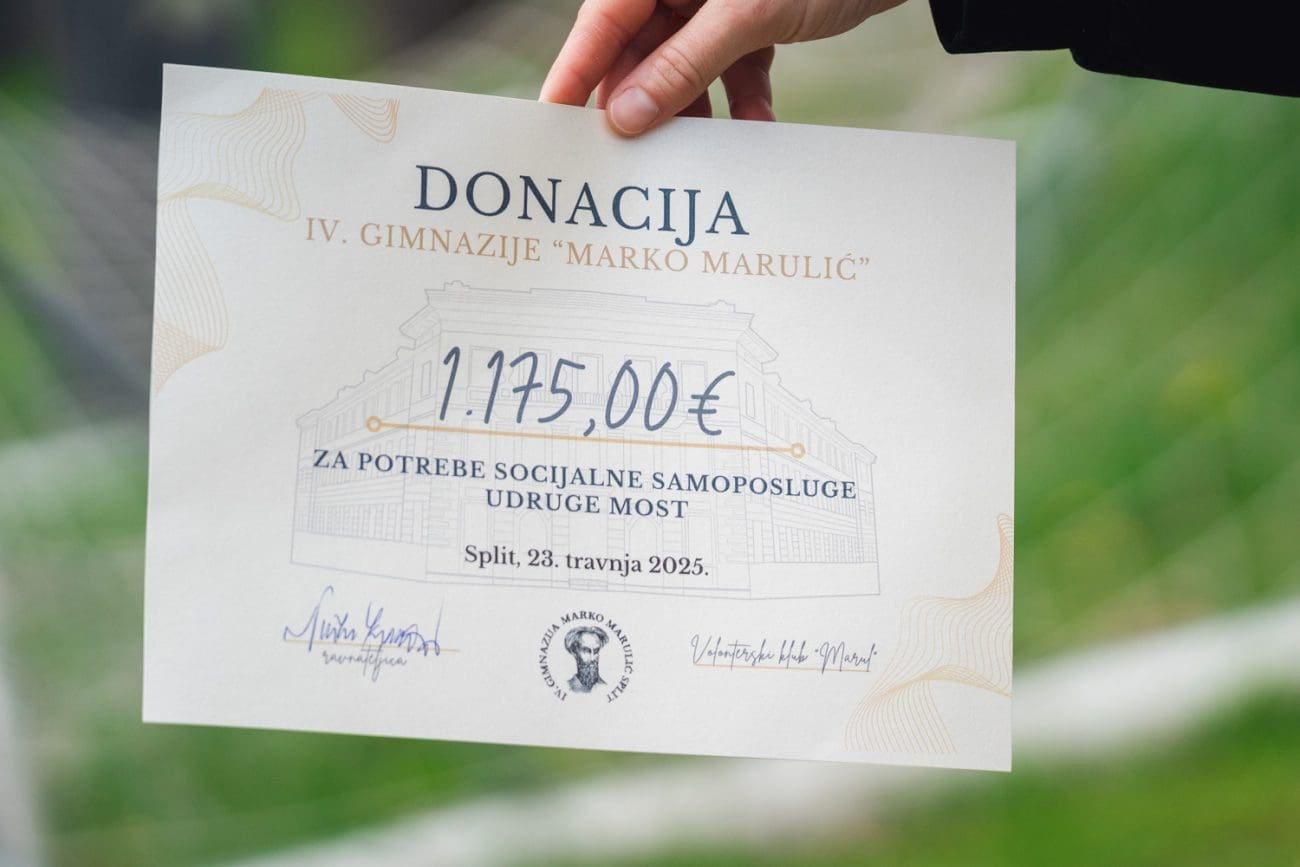 DONACIJA
IV. GIMNAZIJE “MARKO MARULIĆ”
1.175,00€
ZA POTREBE SOCIJALNE SAMOPOSLUGE
UDRUGE MOST
Split, 23. travnja 2025.
ravnateljica
IV. GIMNAZIJA MARKO MARULIĆ SPLIT
Volonterski klub "Marul"